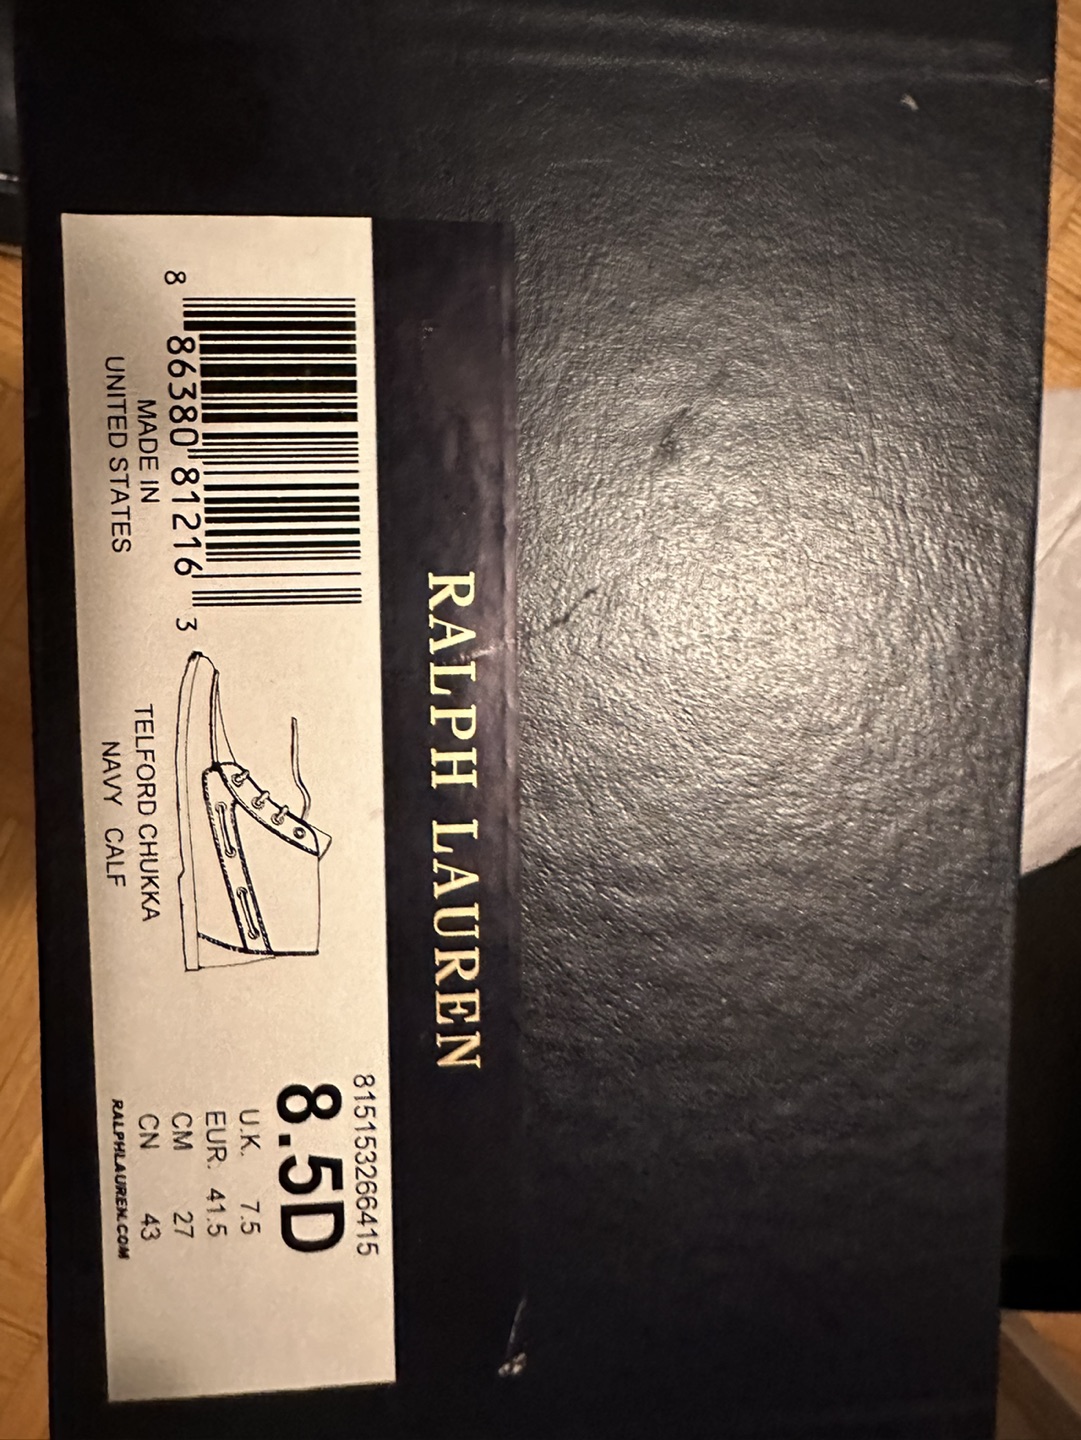 RALPH LAUREN
8 86380 81216 3
MADE IN
UNITED STATES
TELFORD CHUKKA
NAVY CALF
815153266415
8.5D
U.K. 7.5
EUR. 41.5
CM 27
CN 43
RALPHLAUREN.COM